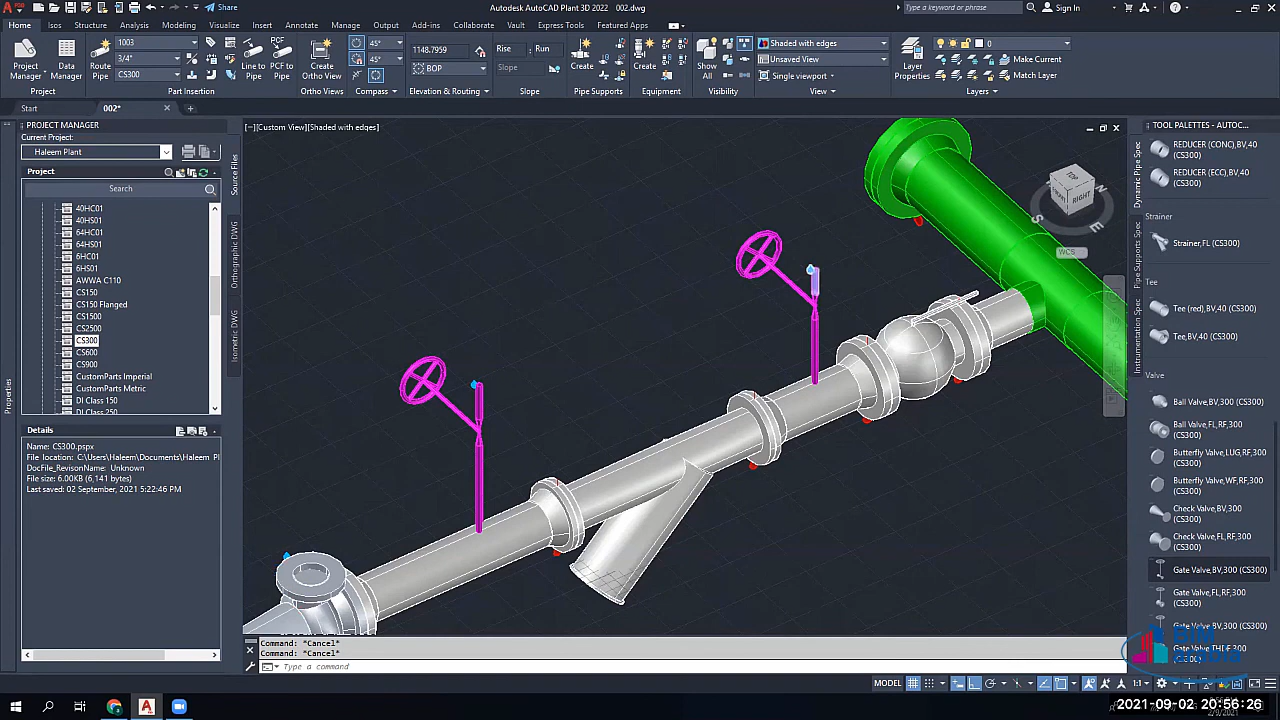 Share
Autodesk AutoCAD Plant 3D 2022 002.dwg
Type a keyword or phrase
Sign In
Home
Structure
Analysis
Modeling
Visualize
Insert
Annotate
Manage
Output
Add-ins
Collaborate
Vault
Express Tools
Featured Apps
Project
Manager
Data
Manager
Route
Pipe
1003
3/4"
CS300
Line to
Pipe
PCF to
Pipe
Create
Ortho View
45°
45°
1148.7959
BOP
Rise :
: Run
Slope
Create
Create
Show
All
Shaded with edges
Unsaved View
Single viewport
Layer
Properties
0
Make Current
Match Layer
Project
Part Insertion
Ortho Views
Compass
Elevation & Routing
Slope
Pipe Supports
Equipment
Visibility
View
Layers
Start
002*
PROJECT MANAGER
Current Project:
Haleem Plant
Project
Search
40HC01
40HS01
64HC01
64HS01
6HC01
6HS01
AWWA C110
CS150
CS150 Flanged
CS1500
CS2500
CS300
CS600
CS900
CustomParts Imperial
CustomParts Metric
DI Class 150
DI Class 250
Details
Name: CS300.pspx
File location: C:\Users\Haleem\Documents\Haleem Pl
DocFile_RevisonName: Unknown
File size: 6.00KB (6,141 bytes)
Last saved: 02 September, 2021 5:22:46 PM
Source Files
Orthographic DWG
Isometric DWG
Properties
[−][Custom View][Shaded with edges]
TOP
FRONT
RIGHT
N
S
E
WCS
Command: *Cancel*
Command: *Cancel*
Type a command
TOOL PALETTES - AUTOC...
Dynamic Pipe Spec
Pipe Supports Spec
Instrumentation Spec
REDUCER (CONC),BV,40
(CS300)
REDUCER (ECC),BV,40
(CS300)
Strainer
Strainer,FL (CS300)
Tee
Tee (red),BV,40 (CS300)
Tee,BV,40 (CS300)
Valve
Ball Valve,BV,300 (CS300)
Ball Valve,FL,RF,300
(CS300)
Butterfly Valve,LUG,RF,300
(CS300)
Butterfly Valve,WF,RF,300
(CS300)
Check Valve,BV,300
(CS300)
Check Valve,FL,RF,300
(CS300)
Gate Valve,BV,300 (CS300)
Gate Valve,FL,RF,300
(CS300)
BIM
MODEL
1:1
2021-09-02 20:56:26